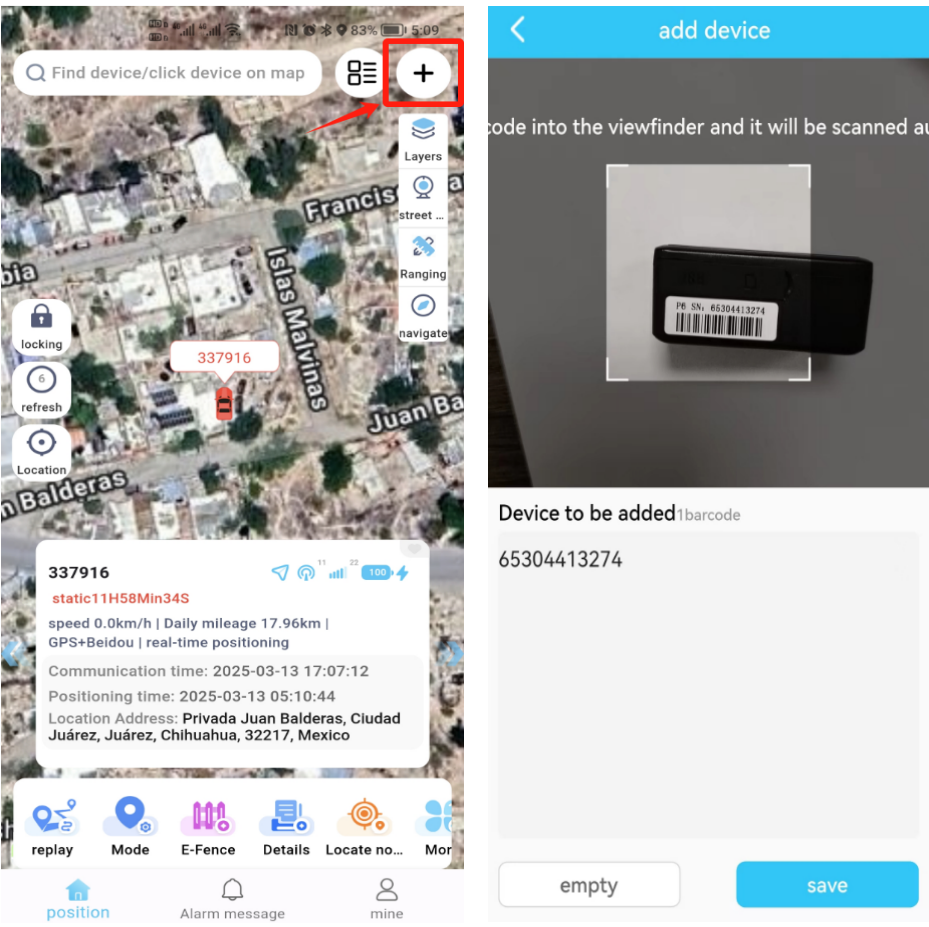 83% 5:09
Find device/click device on map
Layers
Francis
street ...
Ranging
bia
Islas Malvinas
navigate
locking
337916
6
refresh
Juan Ba
Location
n Balderas
337916
11 22 100
static11H58Min34S
speed 0.0km/h | Daily mileage 17.96km |
GPS+Beidou | real-time positioning
Communication time: 2025-03-13 17:07:12
Positioning time: 2025-03-13 05:10:44
Location Address: Privada Juan Balderas, Ciudad
Juárez, Juárez, Chihuahua, 32217, Mexico
replay Mode E-Fence Details Locate no... Mor
position Alarm message mine
add device
code into the viewfinder and it will be scanned au
P6 SN: 65304413274
Device to be added 1barcode
65304413274
empty save